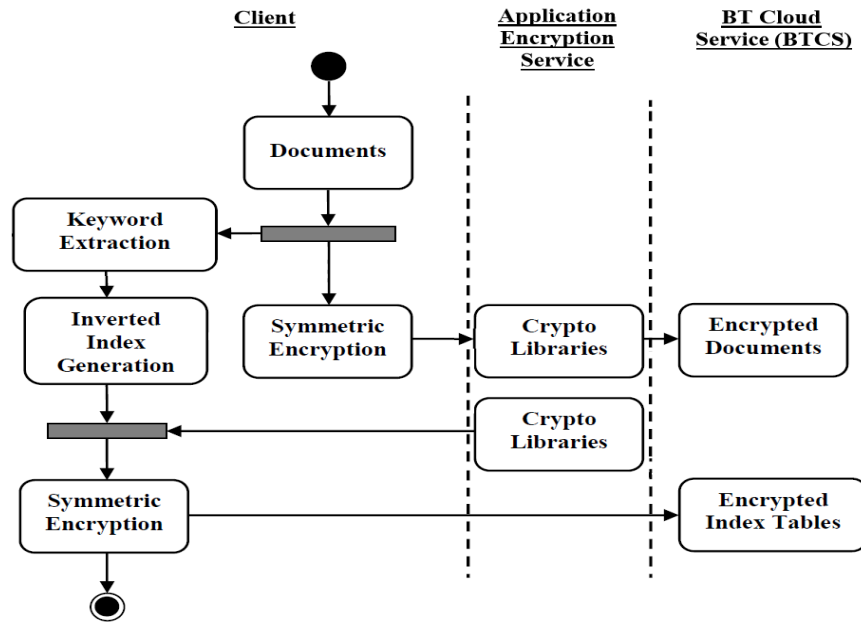 Client
Application
Encryption
Service
BT Cloud
Service (BTCS)
Documents
Keyword
Extraction
Inverted
Index
Generation
Symmetric
Encryption
Crypto
Libraries
Encrypted
Documents
Crypto
Libraries
Symmetric
Encryption
Encrypted
Index Tables